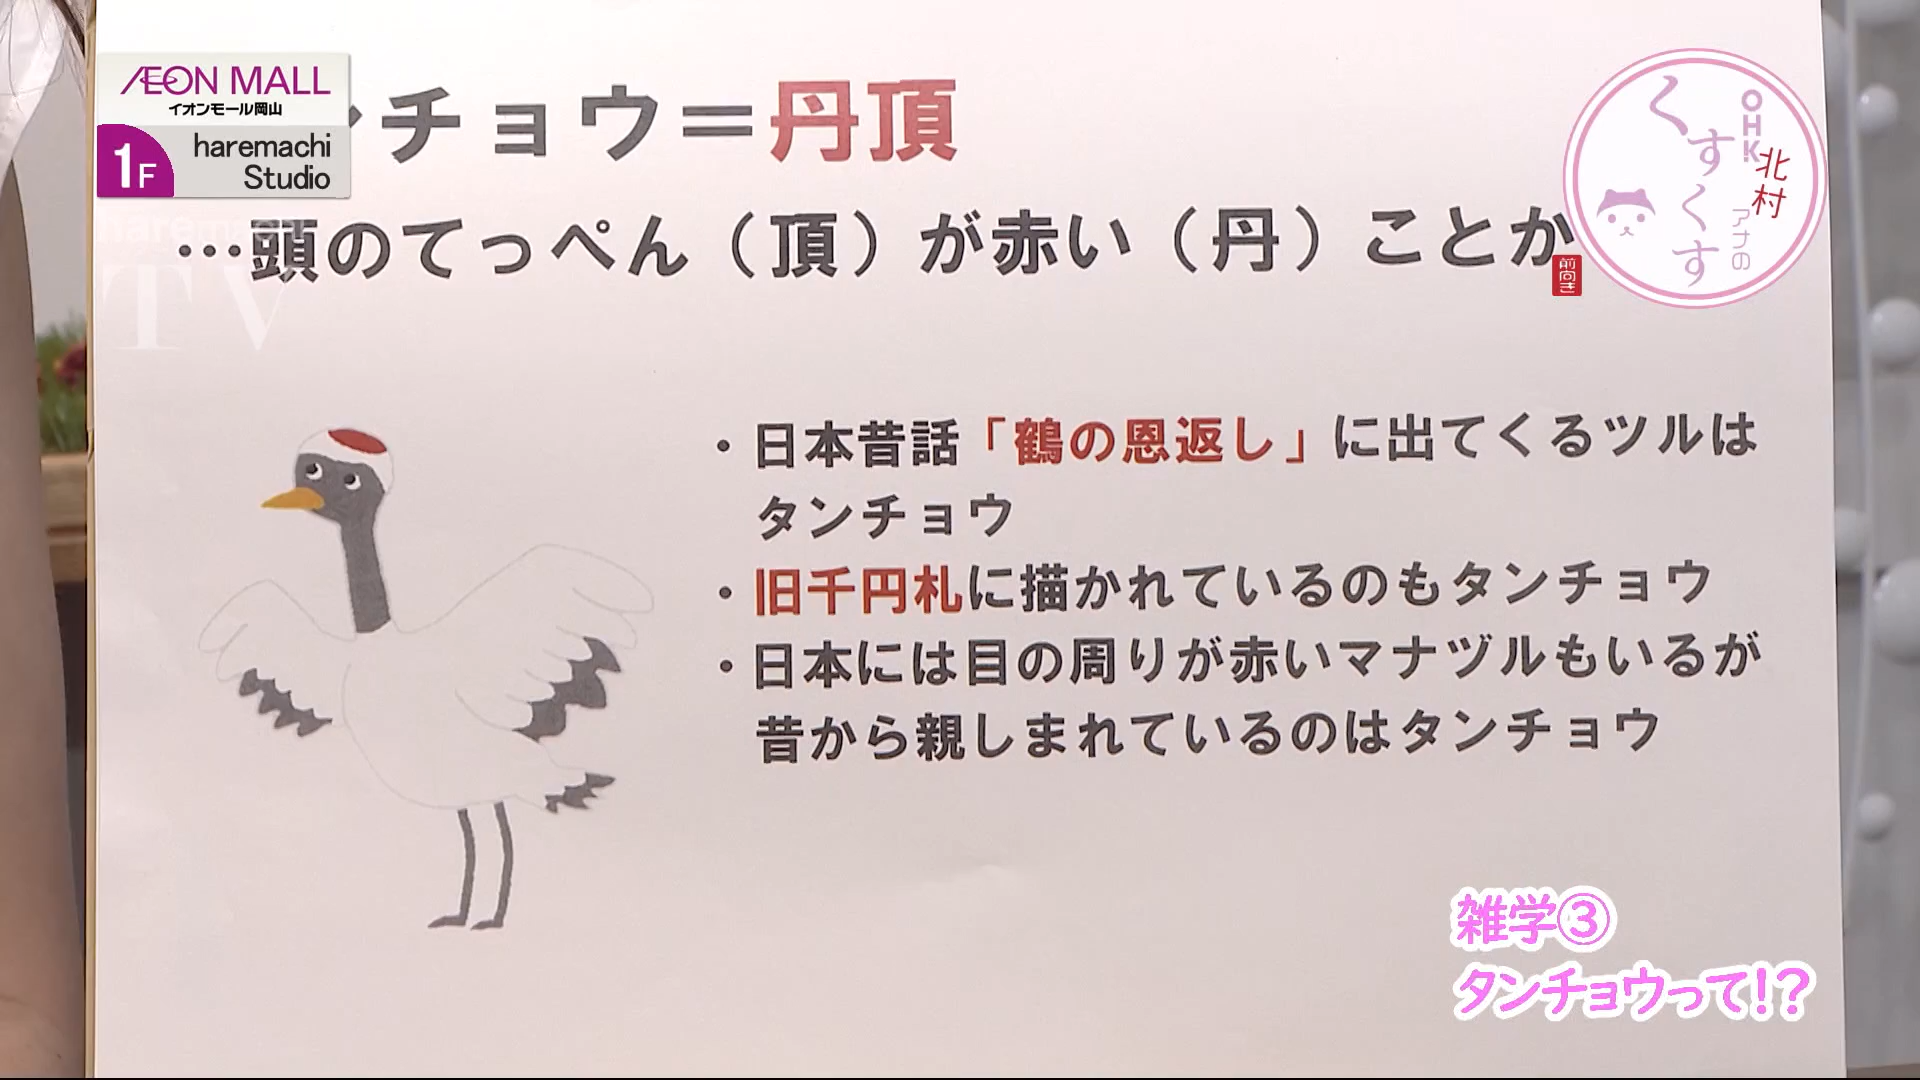 ÆON MALL
イオンモール岡山
1F
haremachi
Studio
haremachi
TV
ンチョウ＝丹頂
…頭のてっぺん（頂）が赤い（丹）ことか
OHK
北村
アナの
くすくす
前向き
・日本昔話「鶴の恩返し」に出てくるツルは
タンチョウ
・旧千円札に描かれているのもタンチョウ
・日本には目の周りが赤いマナヅルもいるが
昔から親しまれているのはタンチョウ
雑学③
タンチョウって!?